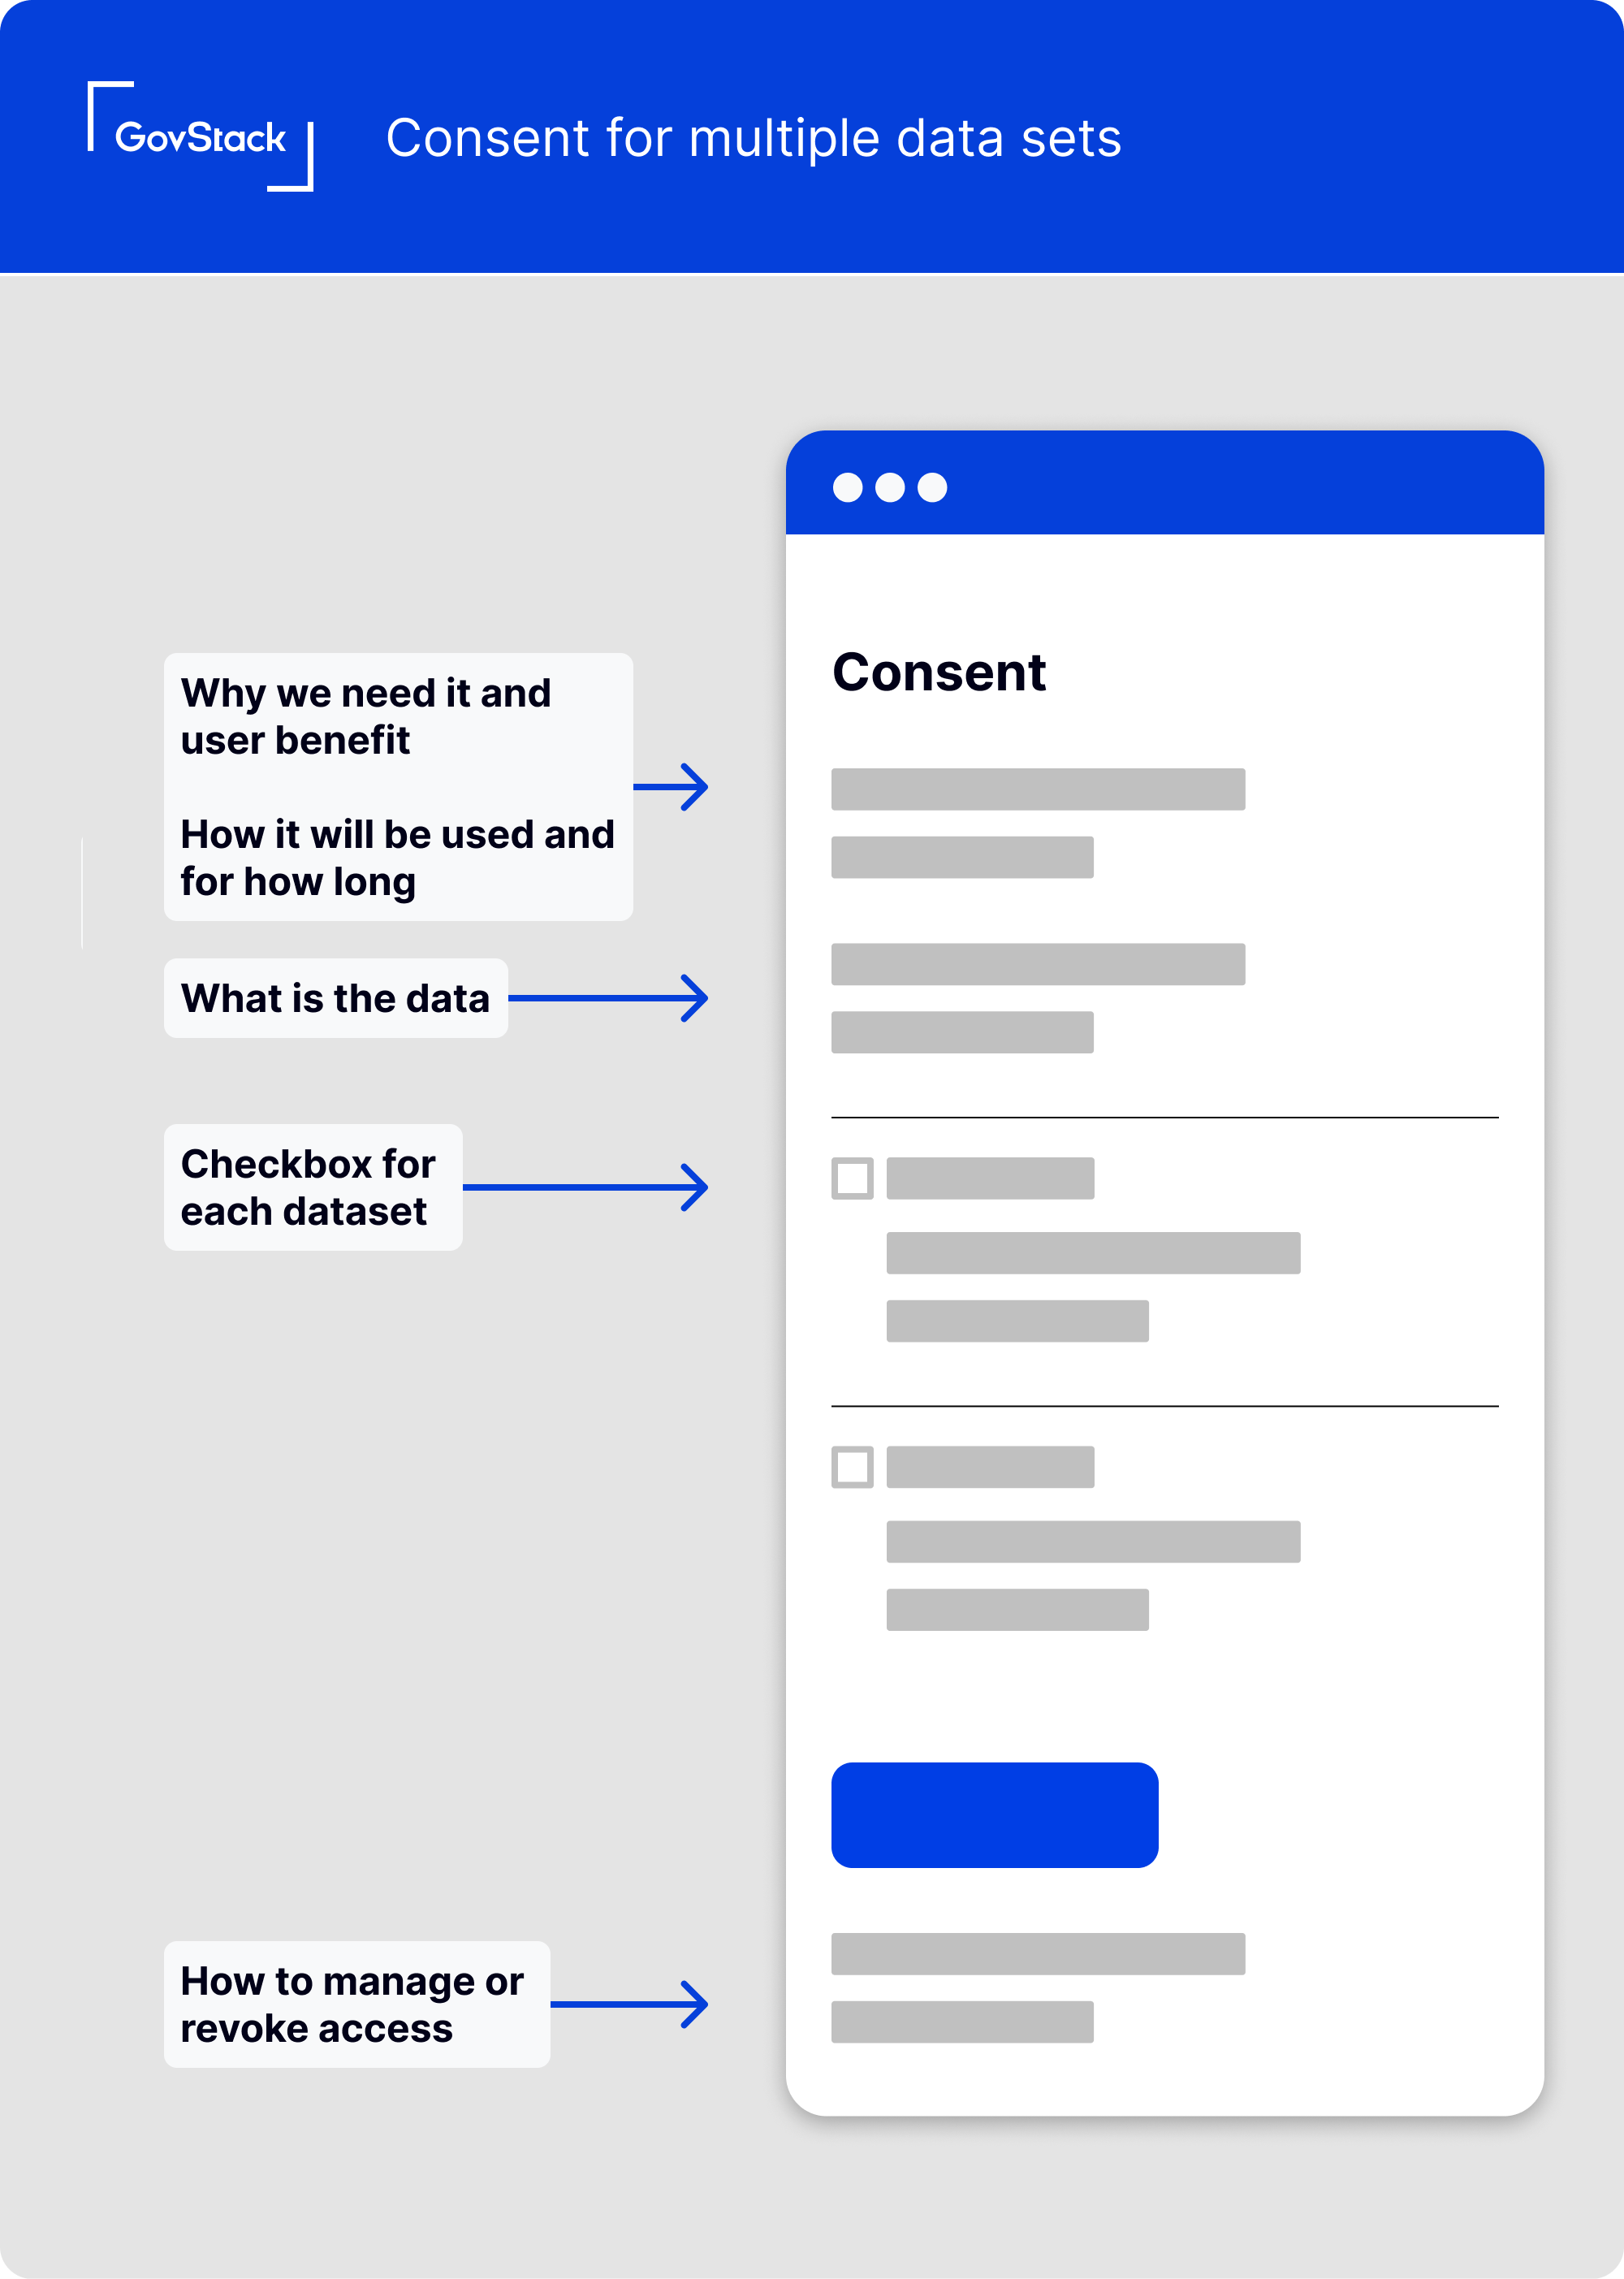 GovStack
Consent for multiple data sets
Consent
Why we need it and
user benefit
How it will be used and
for how long
What is the data
Checkbox for
each dataset
How to manage or
revoke access